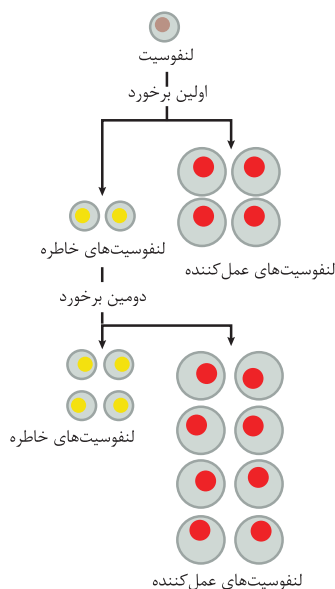 لنفوسیت
اولین برخورد
لنفوسیت‌های عمل‌کننده
لنفوسیت‌های خاطره
دومین برخورد
لنفوسیت‌های خاطره
لنفوسیت‌های عمل‌کننده